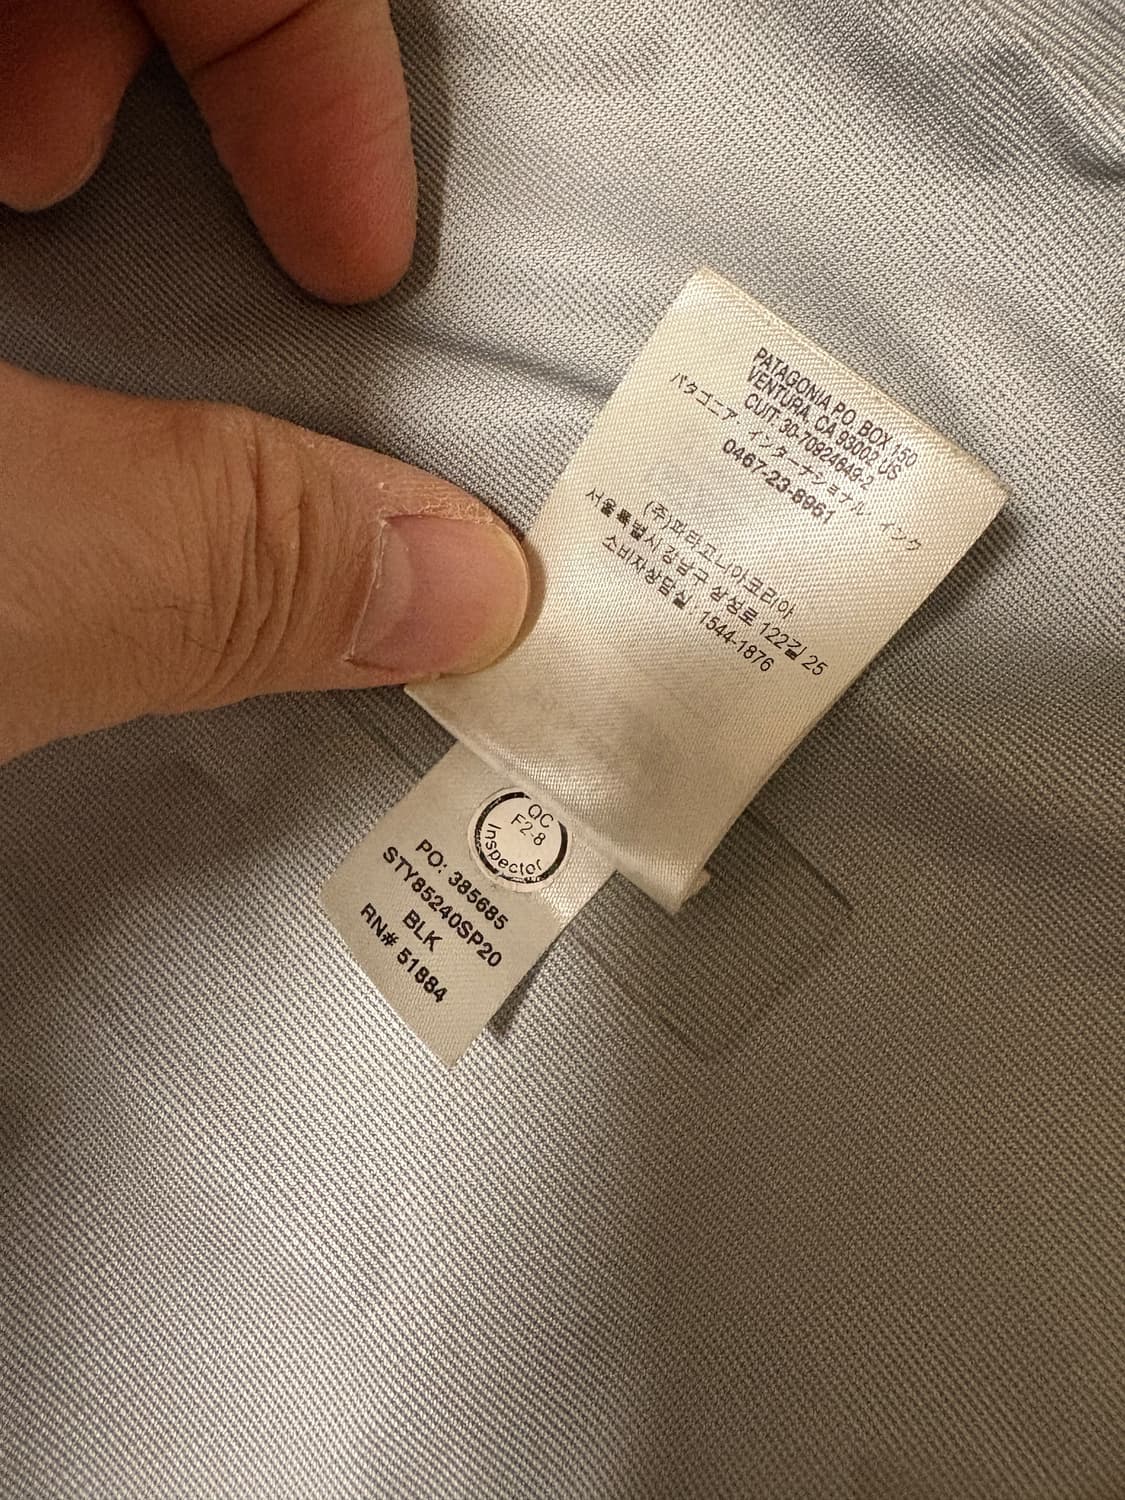 PATAGONIA P.O. BOX 150
VENTURA, CA 93002 US
CUIT 30-70924649-2
パタゴニア・インターナショナル インク
0467-23-8961
(주)파타고니아코리아
서울특별시 강남구 삼성로 122길 25
소비자상담실 : 1544-1876
QC
F2-8
Inspector
PO: 385685
STY85240SP20
BLK
RN# 51884